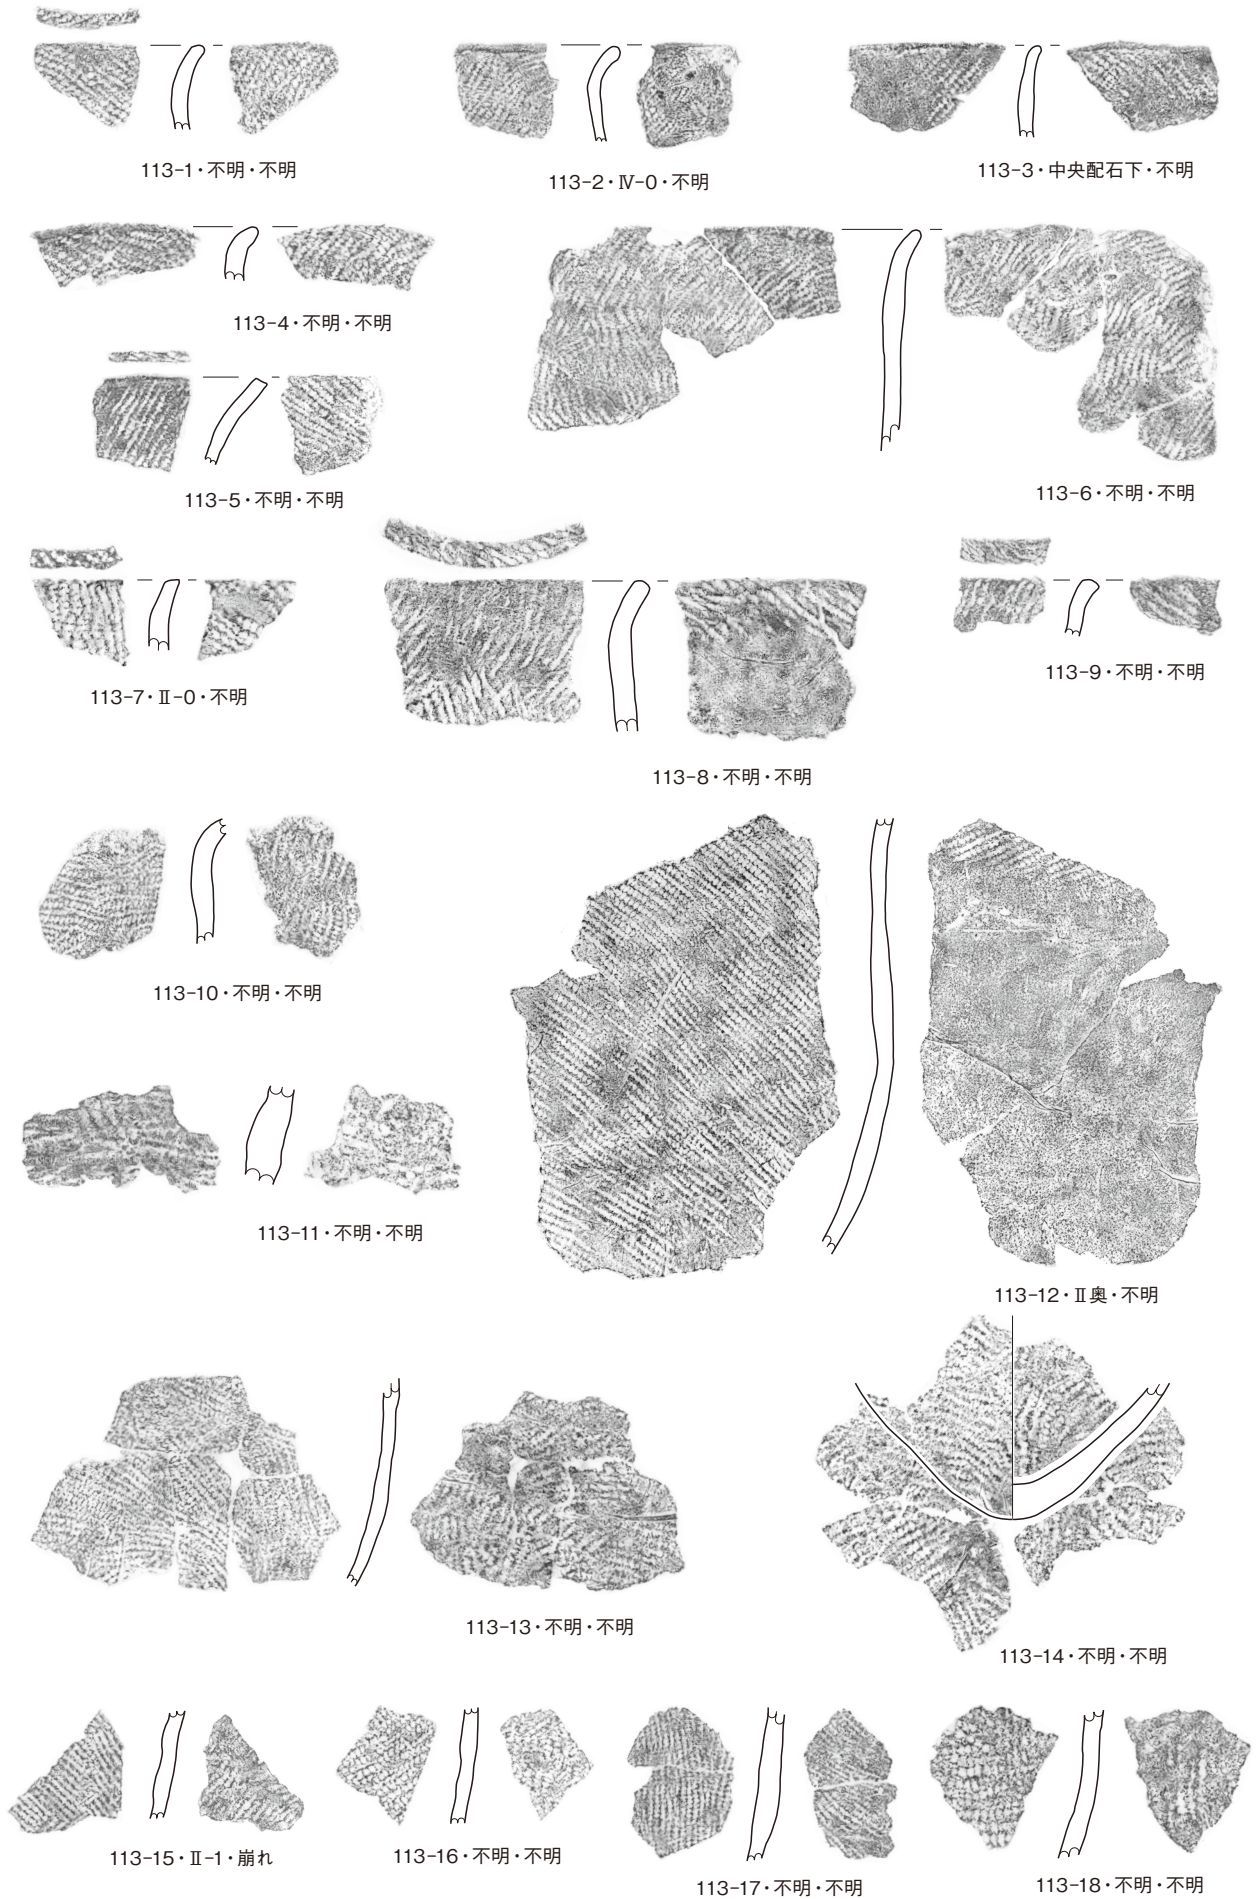 113-1・不明・不明
113-2・Ⅳ-0・不明
113-3・中央配石下・不明
113-4・不明・不明
113-5・不明・不明
113-6・不明・不明
113-7・Ⅱ-0・不明
113-8・不明・不明
113-9・不明・不明
113-10・不明・不明
113-11・不明・不明
113-12・Ⅱ奥・不明
113-13・不明・不明
113-14・不明・不明
113-15・Ⅱ-1・崩れ
113-16・不明・不明
113-17・不明・不明
113-18・不明・不明